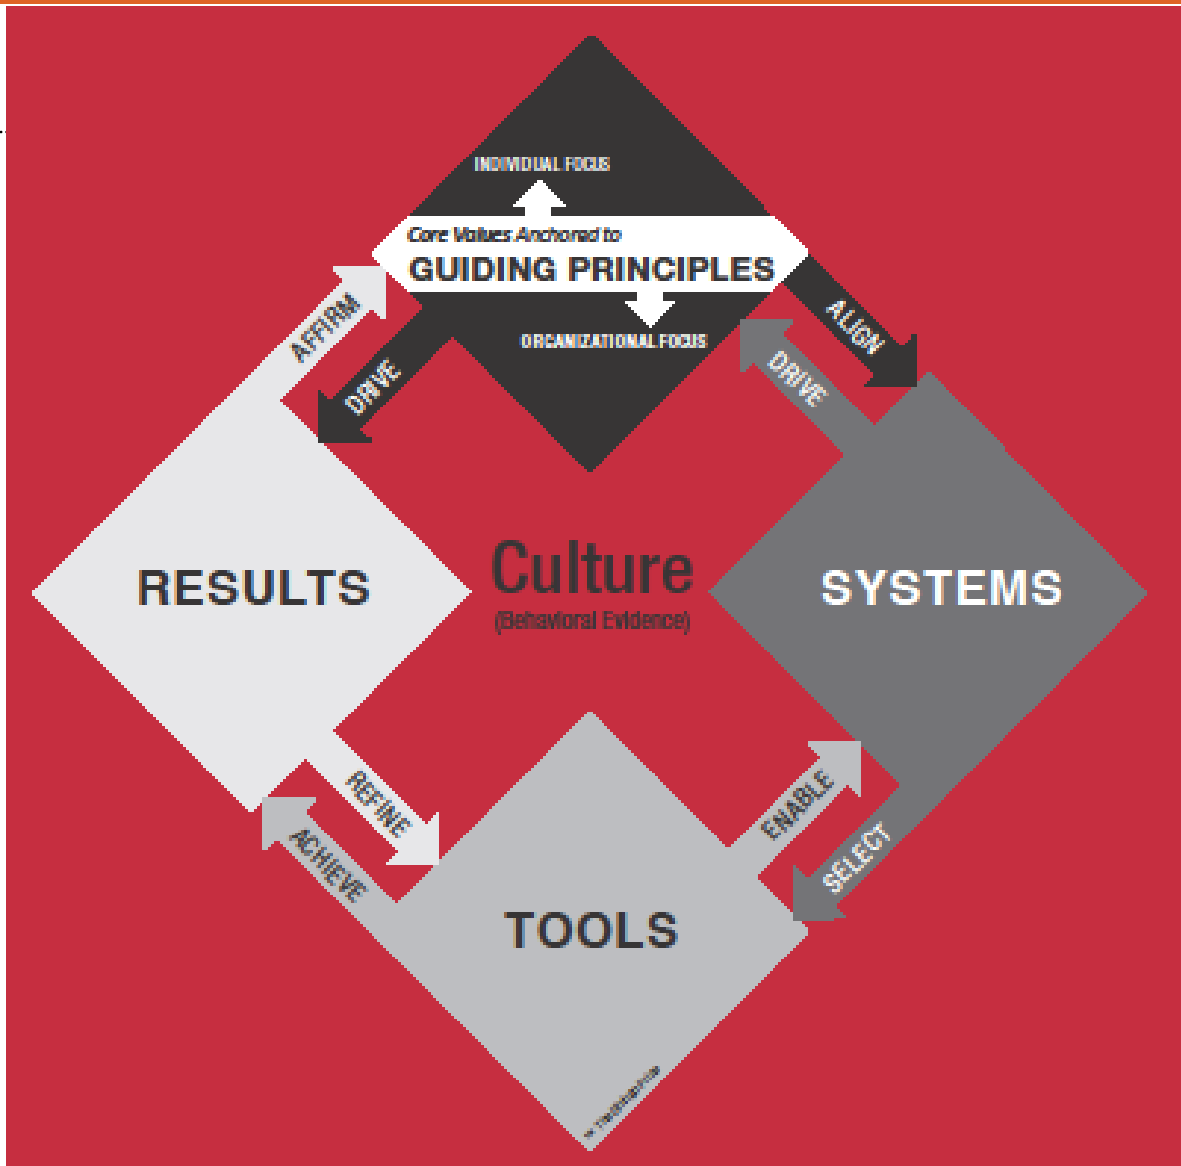 INDIVIDUAL FOCUS
Core Values Anchored to
GUIDING PRINCIPLES
ORGANIZATIONAL FOCUS
AFFIRM
DRIVE
ALIGN
DRIVE
RESULTS
Culture
(Behavioral Evidence)
SYSTEMS
REFINE
ACHIEVE
ENABLE
SELECT
TOOLS